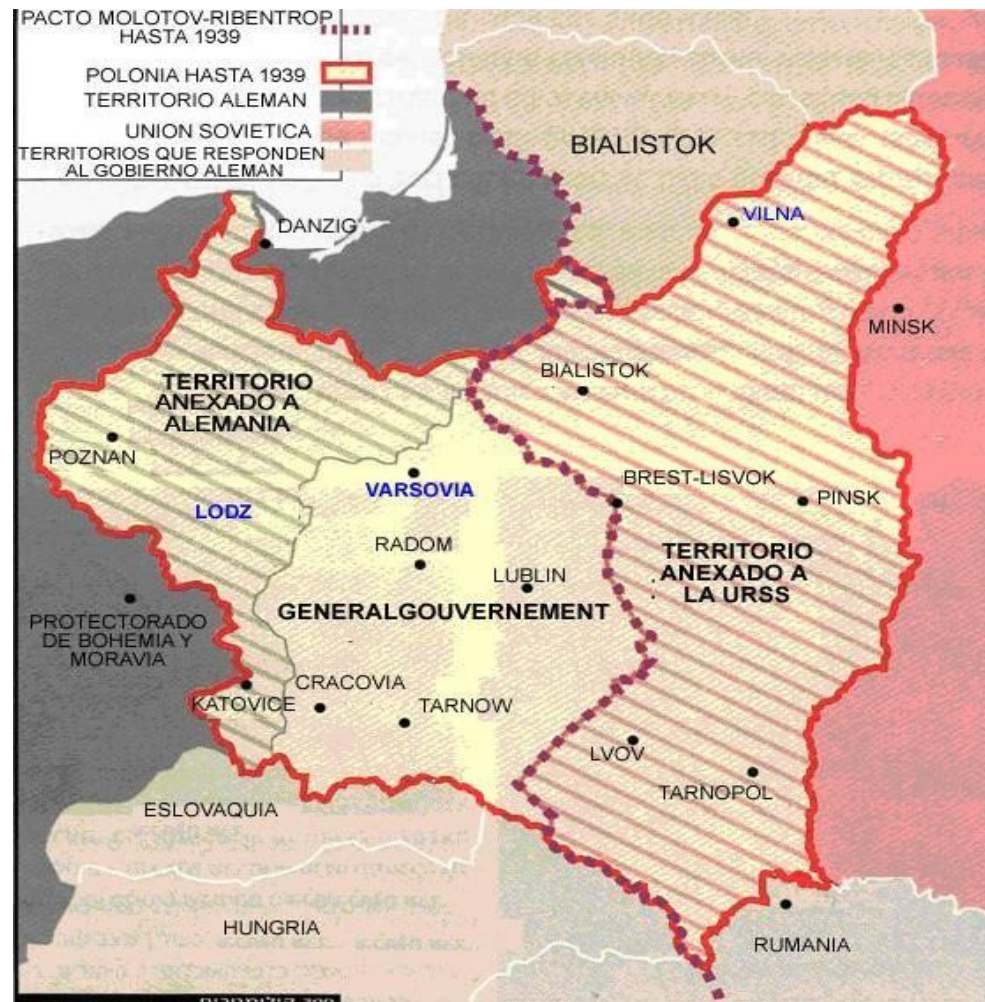 PACTO MOLOTOV-RIBENTROP
HASTA 1939
POLONIA HASTA 1939
TERRITORIO ALEMAN
UNION SOVIETICA
TERRITORIOS QUE RESPONDEN
AL GOBIERNO ALEMAN
BIALISTOK
VILNA
DANZIG
MINSK
TERRITORIO
ANEXADO A
ALEMANIA
BIALISTOK
POZNAN
VARSOVIA
BREST-LISVOK
PINSK
LODZ
RADOM
LUBLIN
TERRITORIO
ANEXADO A
LA URSS
GENERALGOUVERNEMENT
PROTECTORADO
DE BOHEMIA Y
MORAVIA
CRACOVIA
KATOVICE
TARNOW
LVOV
TARNOPOL
ESLOVAQUIA
HUNGRIA
RUMANIA